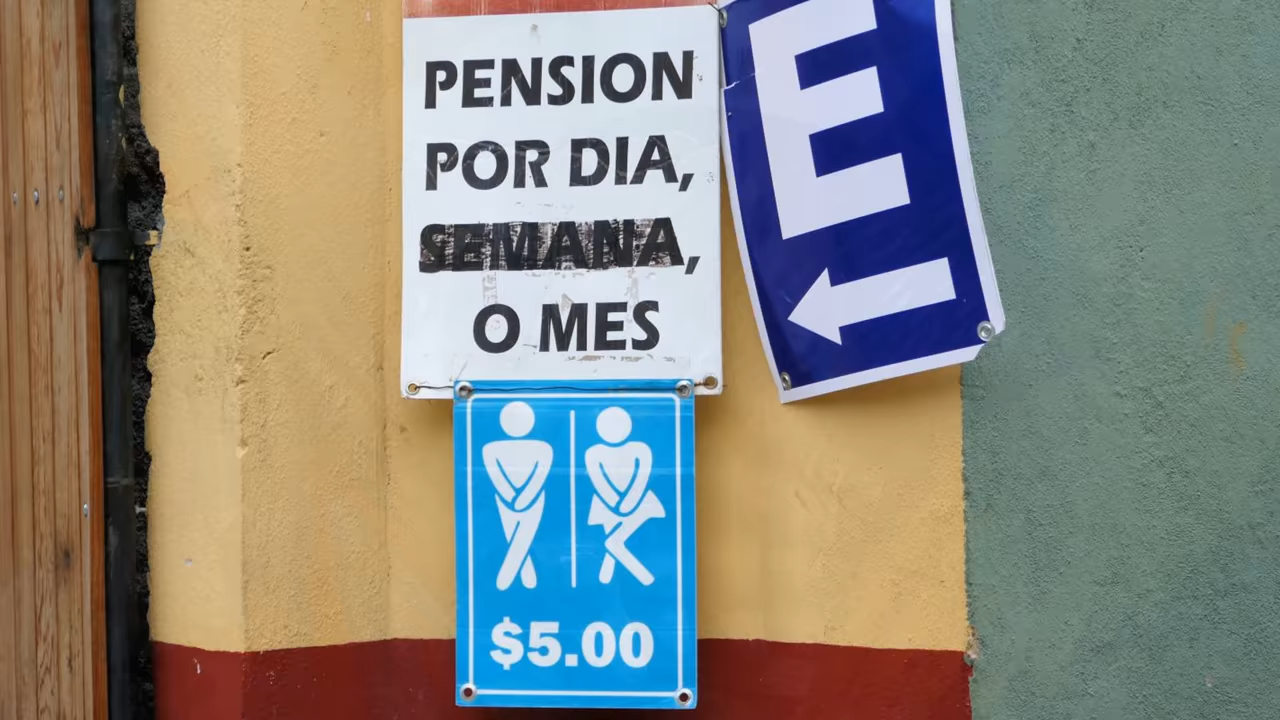 PENSION
POR DIA,
SEMANA,
O MES
E
$5.00